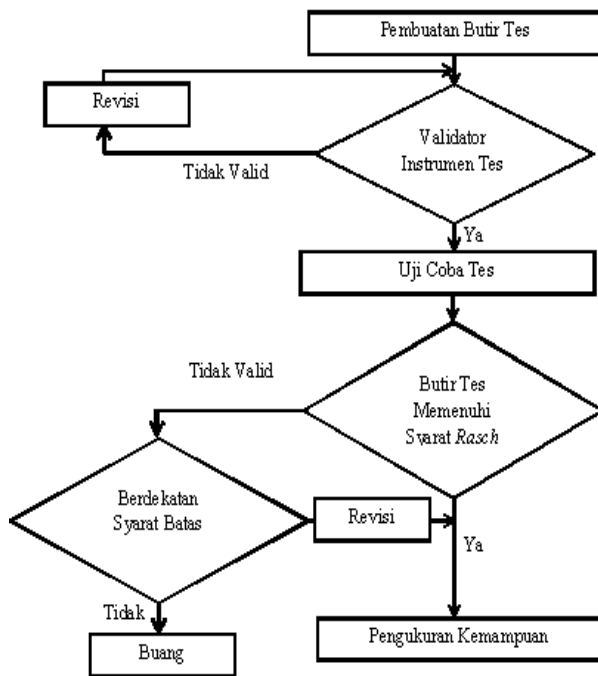 Pembuatan Butir Tes
Revisi
Validator
Instrumen Tes
Tidak Valid
Ya
Uji Coba Tes
Tidak Valid
Butir Tes
Memenuhi
Syarat Rasch
Berdekatan
Syarat Batas
Revisi
Ya
Tidak
Buang
Pengukuran Kemampuan